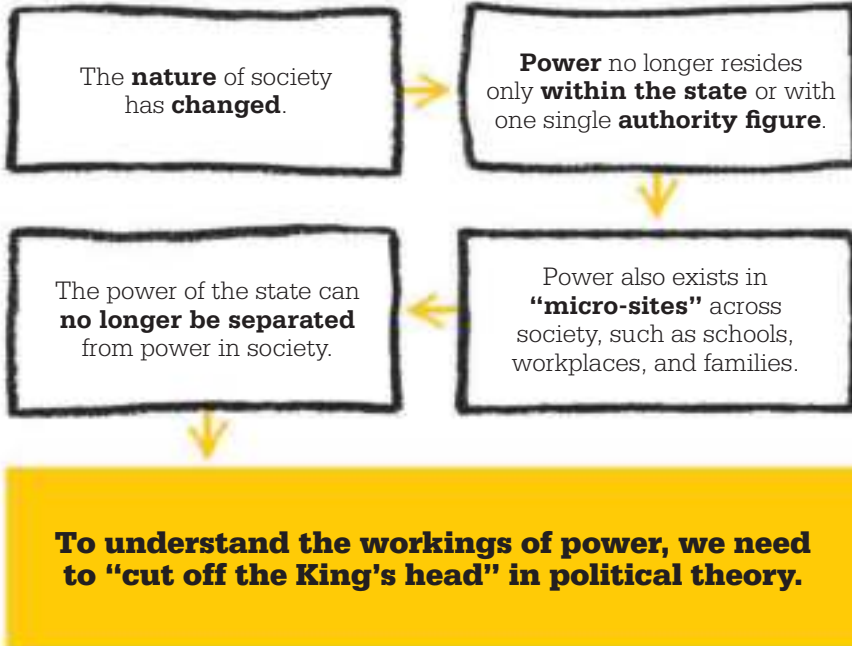 The nature of society
has changed.
Power no longer resides
only within the state or with
one single authority figure.
Power also exists in
“micro-sites” across
society, such as schools,
workplaces, and families.
The power of the state can
no longer be separated
from power in society.
To understand the workings of power, we need
to “cut off the King’s head” in political theory.